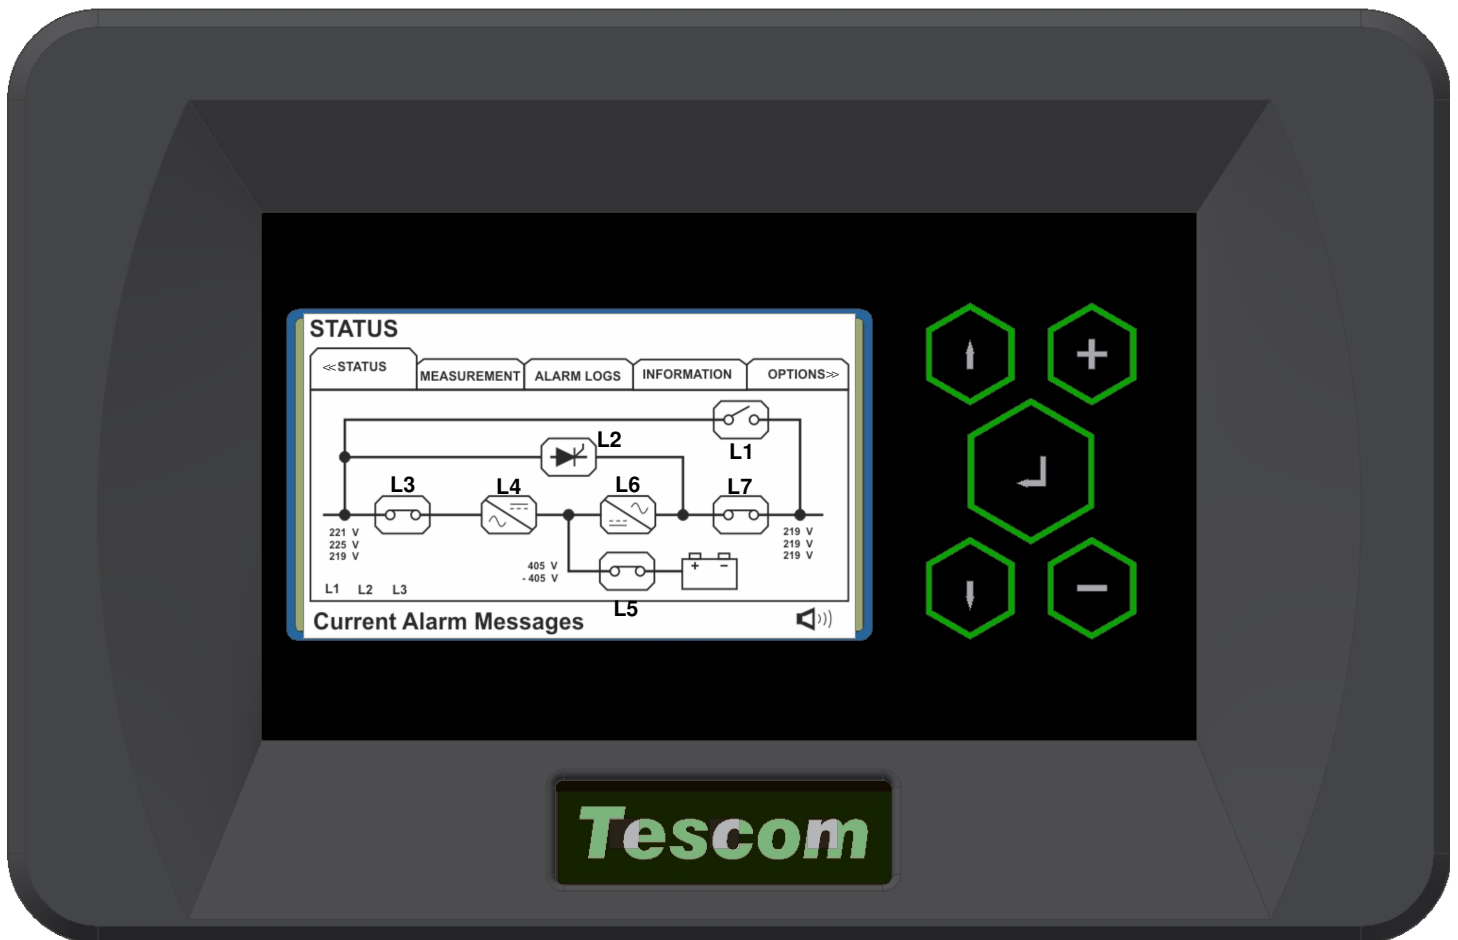 STATUS
<<STATUS MEASUREMENT ALARM LOGS INFORMATION OPTIONS>>
L1
L2
L3 L4 L6 L7
221 V
225 V
219 V
219 V
219 V
219 V
405 V
- 405 V
+ −
L1 L2 L3
L5
Current Alarm Messages
+
−
Tescom